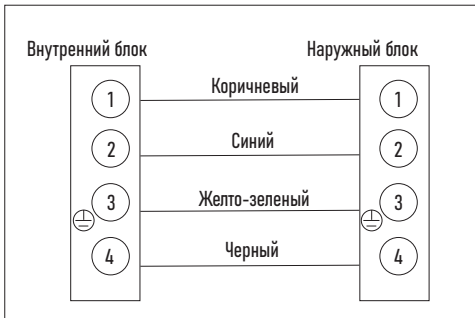 Внутренний блок Наружный блок
1 Коричневый 1
2 Синий 2
3 Желто-зеленый 3
4 Черный 4